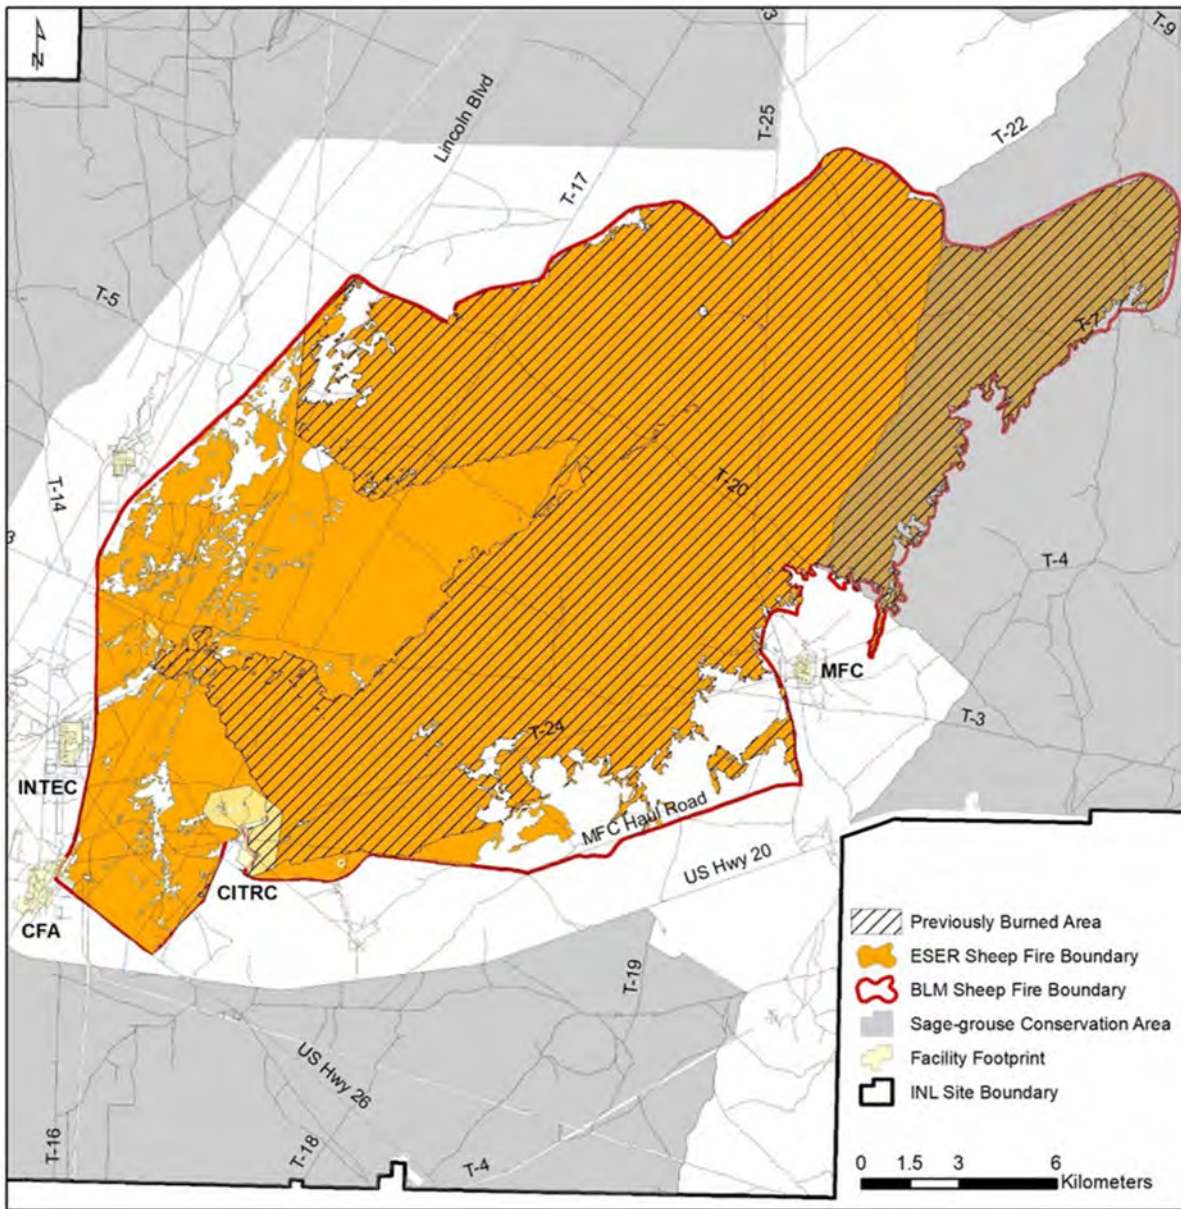 N
3
T-9
Lincoln Blvd
T-25
T-22
T-17
T-5
T-7
T-20
T-14
3
T-4
MFC
T-3
T-24
INTEC
MFC Haul Road
US Hwy 20
CITRC
CFA
T-19
US Hwy 26
T-16
T-18
T-4
Previously Burned Area
ESER Sheep Fire Boundary
BLM Sheep Fire Boundary
Sage-grouse Conservation Area
Facility Footprint
INL Site Boundary
0 1.5 3 6
Kilometers